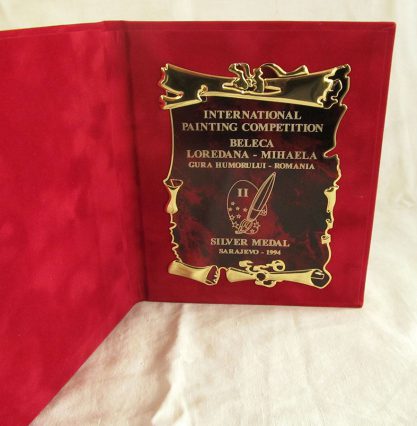 INTERNATIONAL
PAINTING COMPETITION
BELECA
LOREDANA - MIHAELA
GURA HUMORULUI - ROMANIA
II
SILVER MEDAL
SARAJEVO - 1994